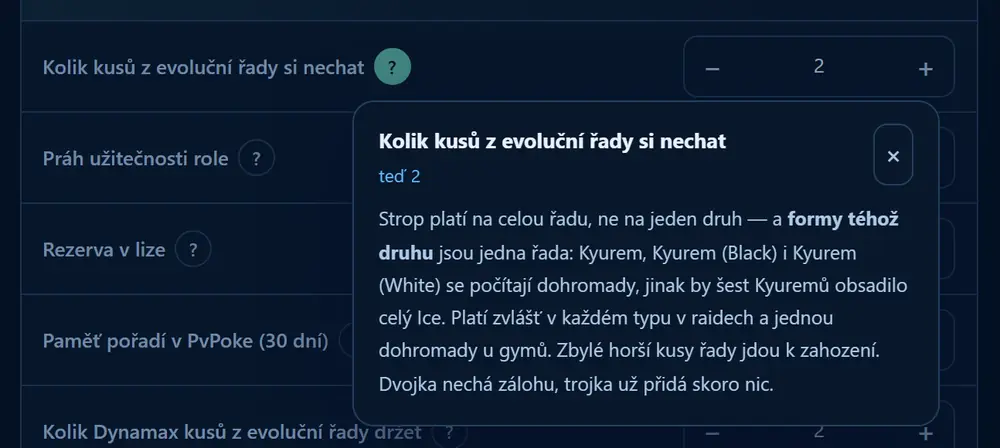 Kolik kusů z evoluční řady si nechat ?
− 2 +
Kolik kusů z evoluční řady si nechat
×
teď 2
Strop platí na celou řadu, ne na jeden druh — a formy téhož
druhu jsou jedna řada: Kyurem, Kyurem (Black) i Kyurem
(White) se počítají dohromady, jinak by šest Kyuremů obsadilo
celý Ice. Platí zvlášť v každém typu v raidech a jednou
dohromady u gymů. Zbylé horší kusy řady jdou k zahození.
Dvojka nechá zálohu, trojka už přidá skoro nic.
Práh užitečnosti role ?
Rezerva v lize ?
Paměť pořadí v PvPoke (30 dní)
Kolik Dynamax kusů z evoluční řady držet ?
− 2 +